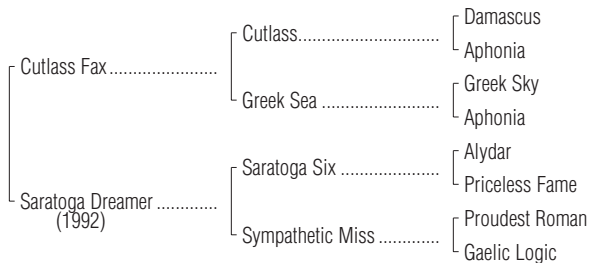 Damascus
Cutlass..............................
Aphonia
Cutlass Fax.......................
Greek Sky
Greek Sea .........................
Aphonia
Alydar
Saratoga Six .....................
Priceless Fame
Saratoga Dreamer .............
(1992)
Proudest Roman
Sympathetic Miss .............
Gaelic Logic